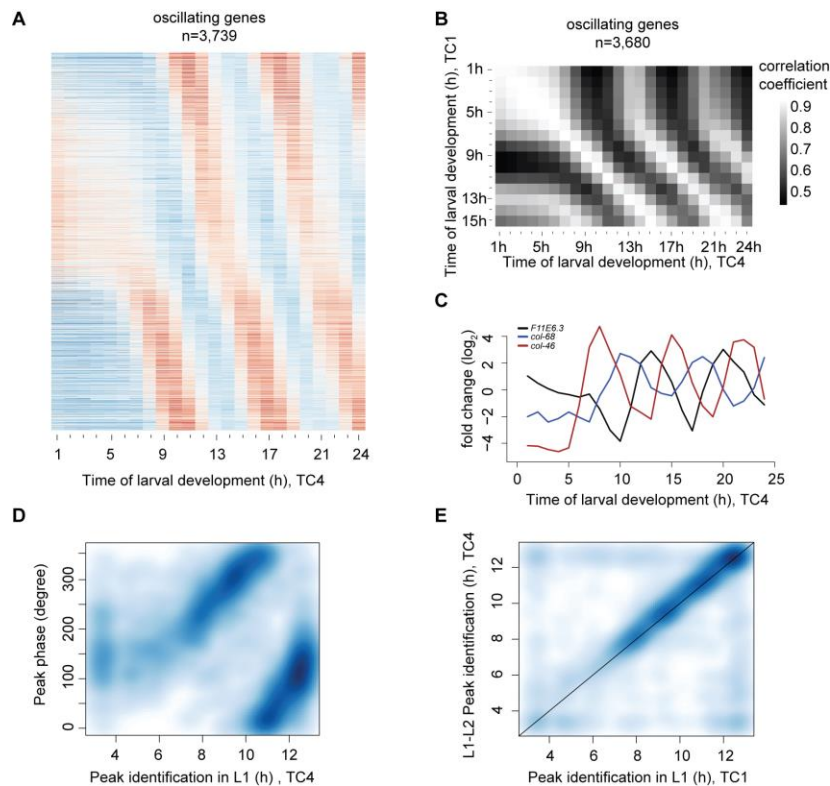 A
oscillating genes
n=3,739
1 5 9 13 17 21 24
Time of larval development (h), TC4
B
oscillating genes
n=3,680
Time of larval development (h), TC1
1h
5h
9h
13h
15h
1h 5h 9h 13h 17h 21h 24h
Time of larval development (h), TC4
correlation
coefficient
0.9
0.8
0.7
0.6
0.5
C
fold change (log2)
4
2
0
−2
−4
F11E6.3
col-68
col-46
0 5 10 15 20 25
Time of larval development (h), TC4
D
Peak phase (degree)
300
200
100
0
4 6 8 10 12
Peak identification in L1 (h) , TC4
E
L1-L2 Peak identification (h), TC4
12
10
8
6
4
4 6 8 10 12
Peak identification in L1 (h), TC1